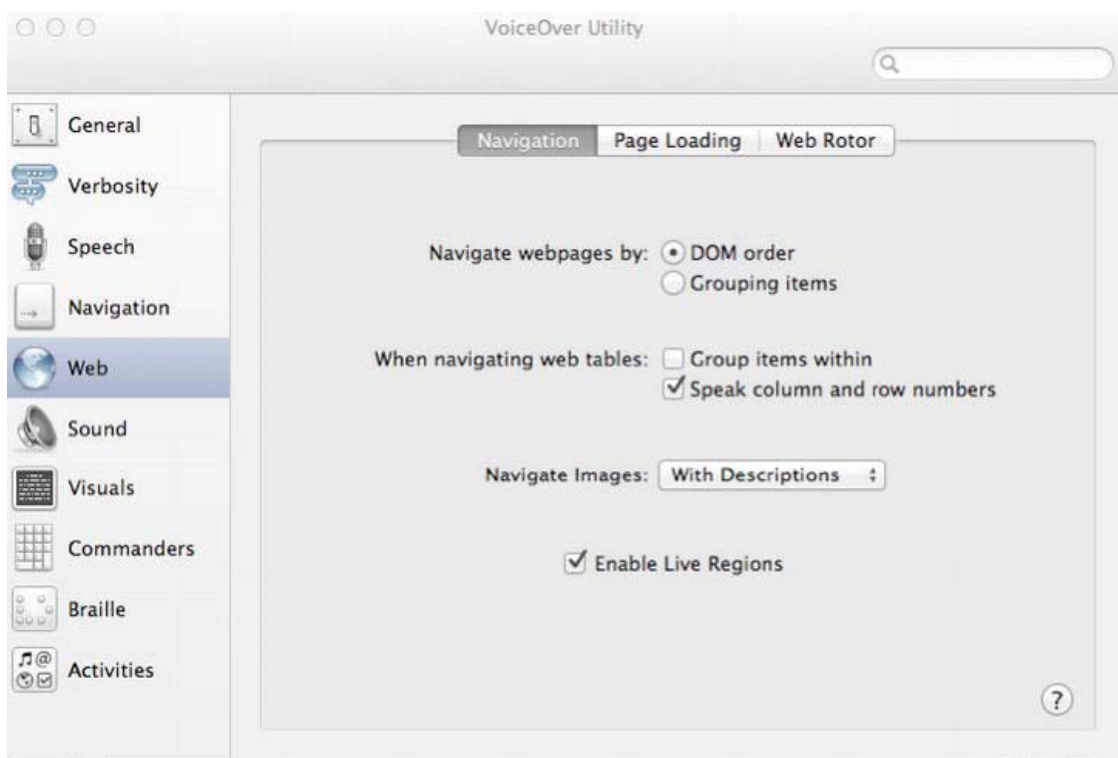 VoiceOver Utility
General
Verbosity
Speech
Navigation
Web
Sound
Visuals
Commanders
Braille
Activities
Navigation Page Loading Web Rotor
Navigate webpages by: DOM order
Grouping items
When navigating web tables: Group items within
Speak column and row numbers
Navigate Images: With Descriptions
Enable Live Regions
?